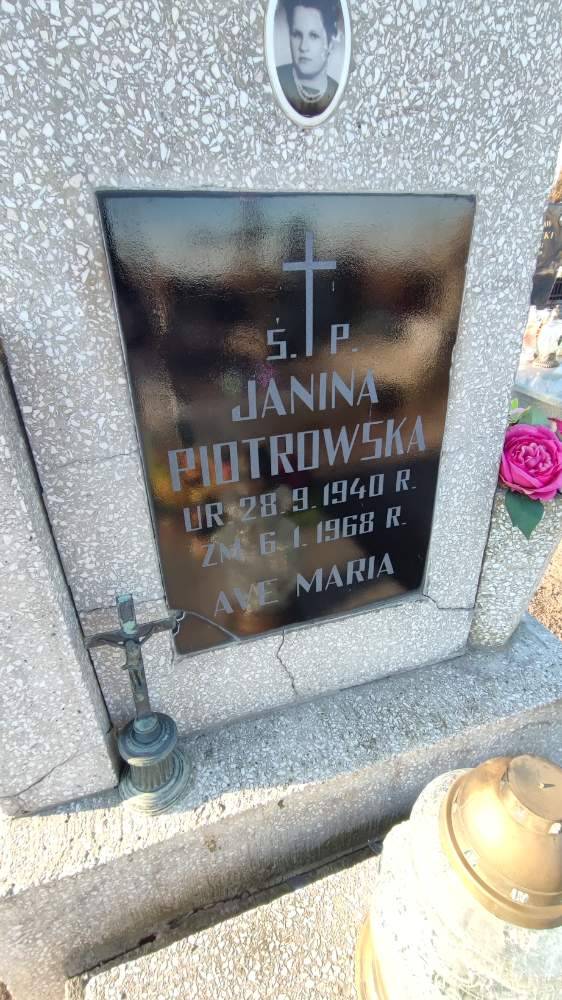 Ś. P.
JANINA
PIOTROWSKA
UR. 28.9.1940 R.
ZM. 6.1.1968 R.
AVE MARIA